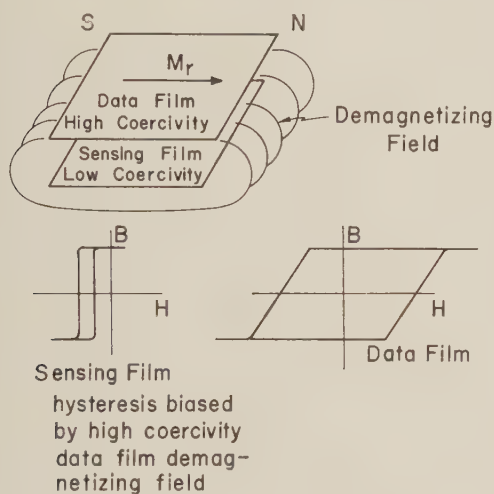 S
N
Mr
Data Film
High Coercivity
Sensing Film
Low Coercivity
Demagnetizing
Field
B
H
B
H
Sensing Film
hysteresis biased
by high coercivity
data film demag-
netizing field
Data Film